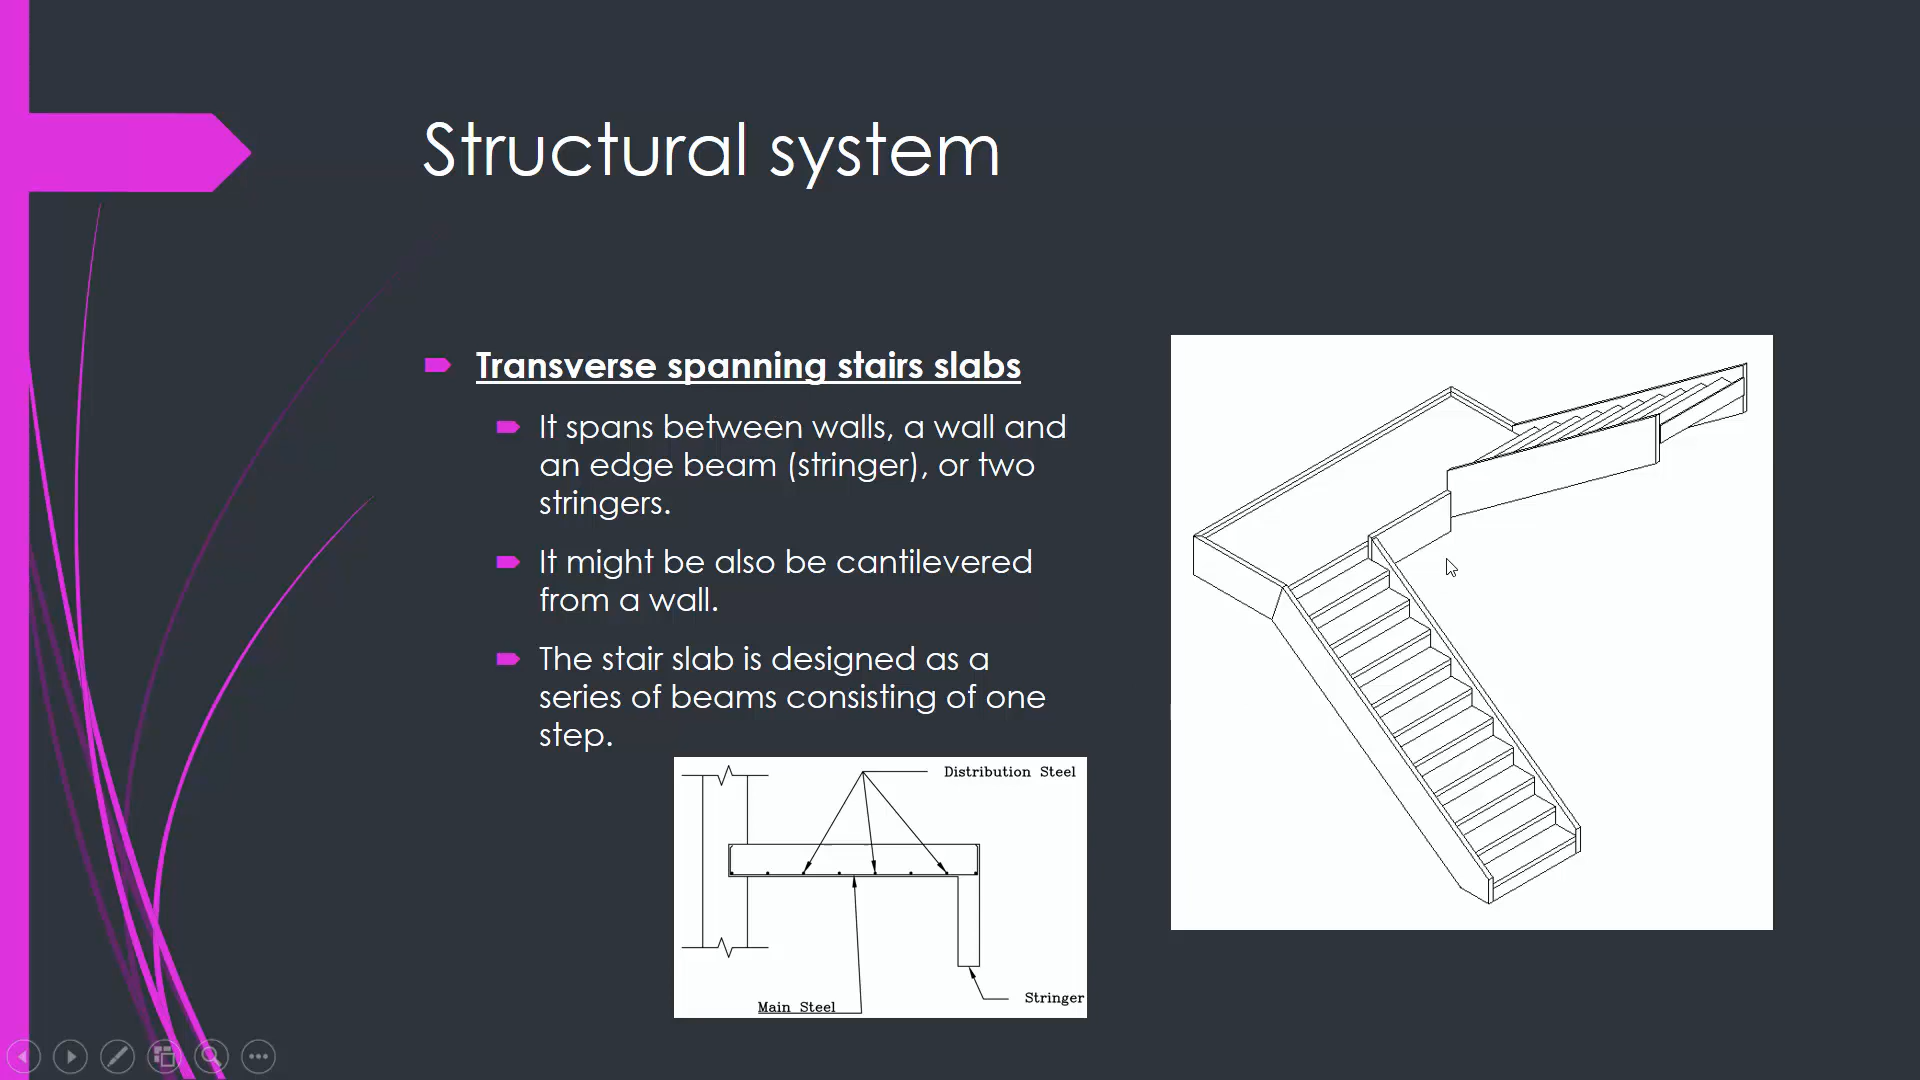 Structural system
Transverse spanning stairs slabs
It spans between walls, a wall and
an edge beam (stringer), or two
stringers.
It might be also be cantilevered
from a wall.
The stair slab is designed as a
series of beams consisting of one
step.
Distribution Steel
Stringer
Main Steel